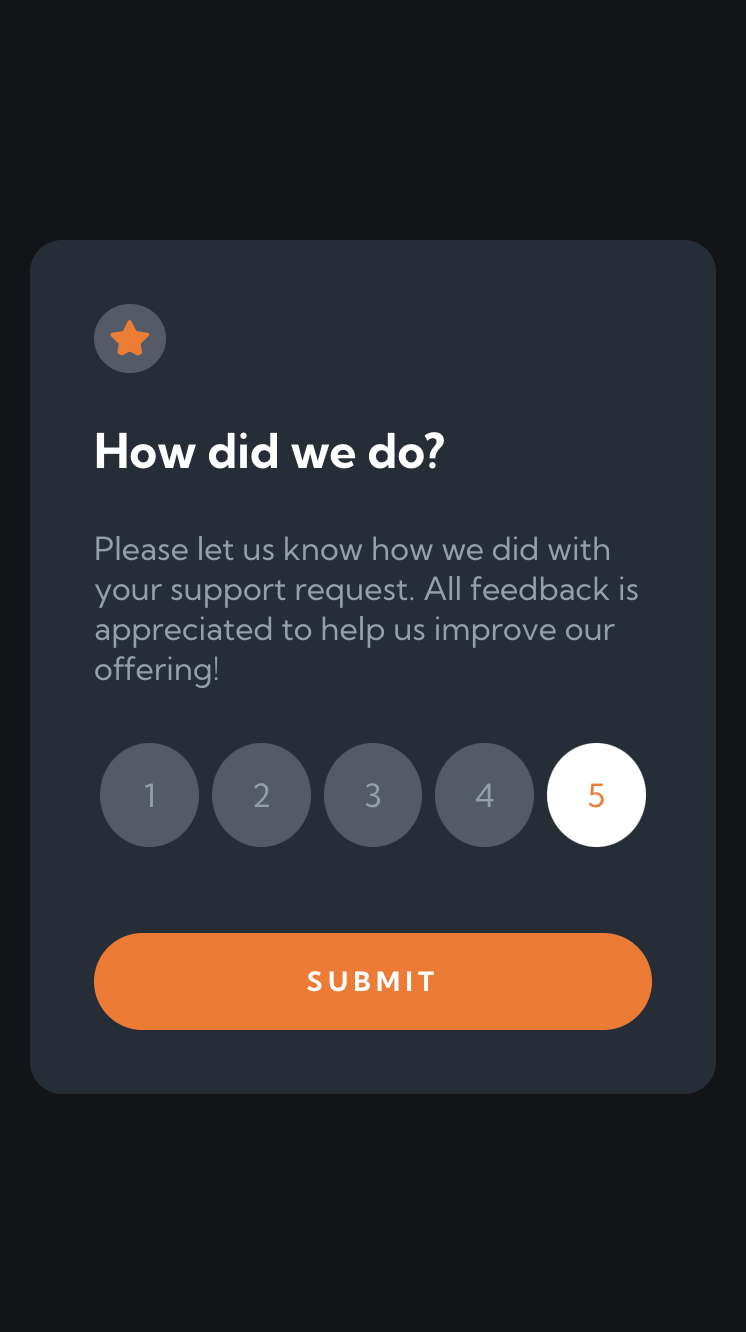 How did we do?
Please let us know how we did with
your support request. All feedback is
appreciated to help us improve our
offering!
1 2 3 4 5
SUBMIT